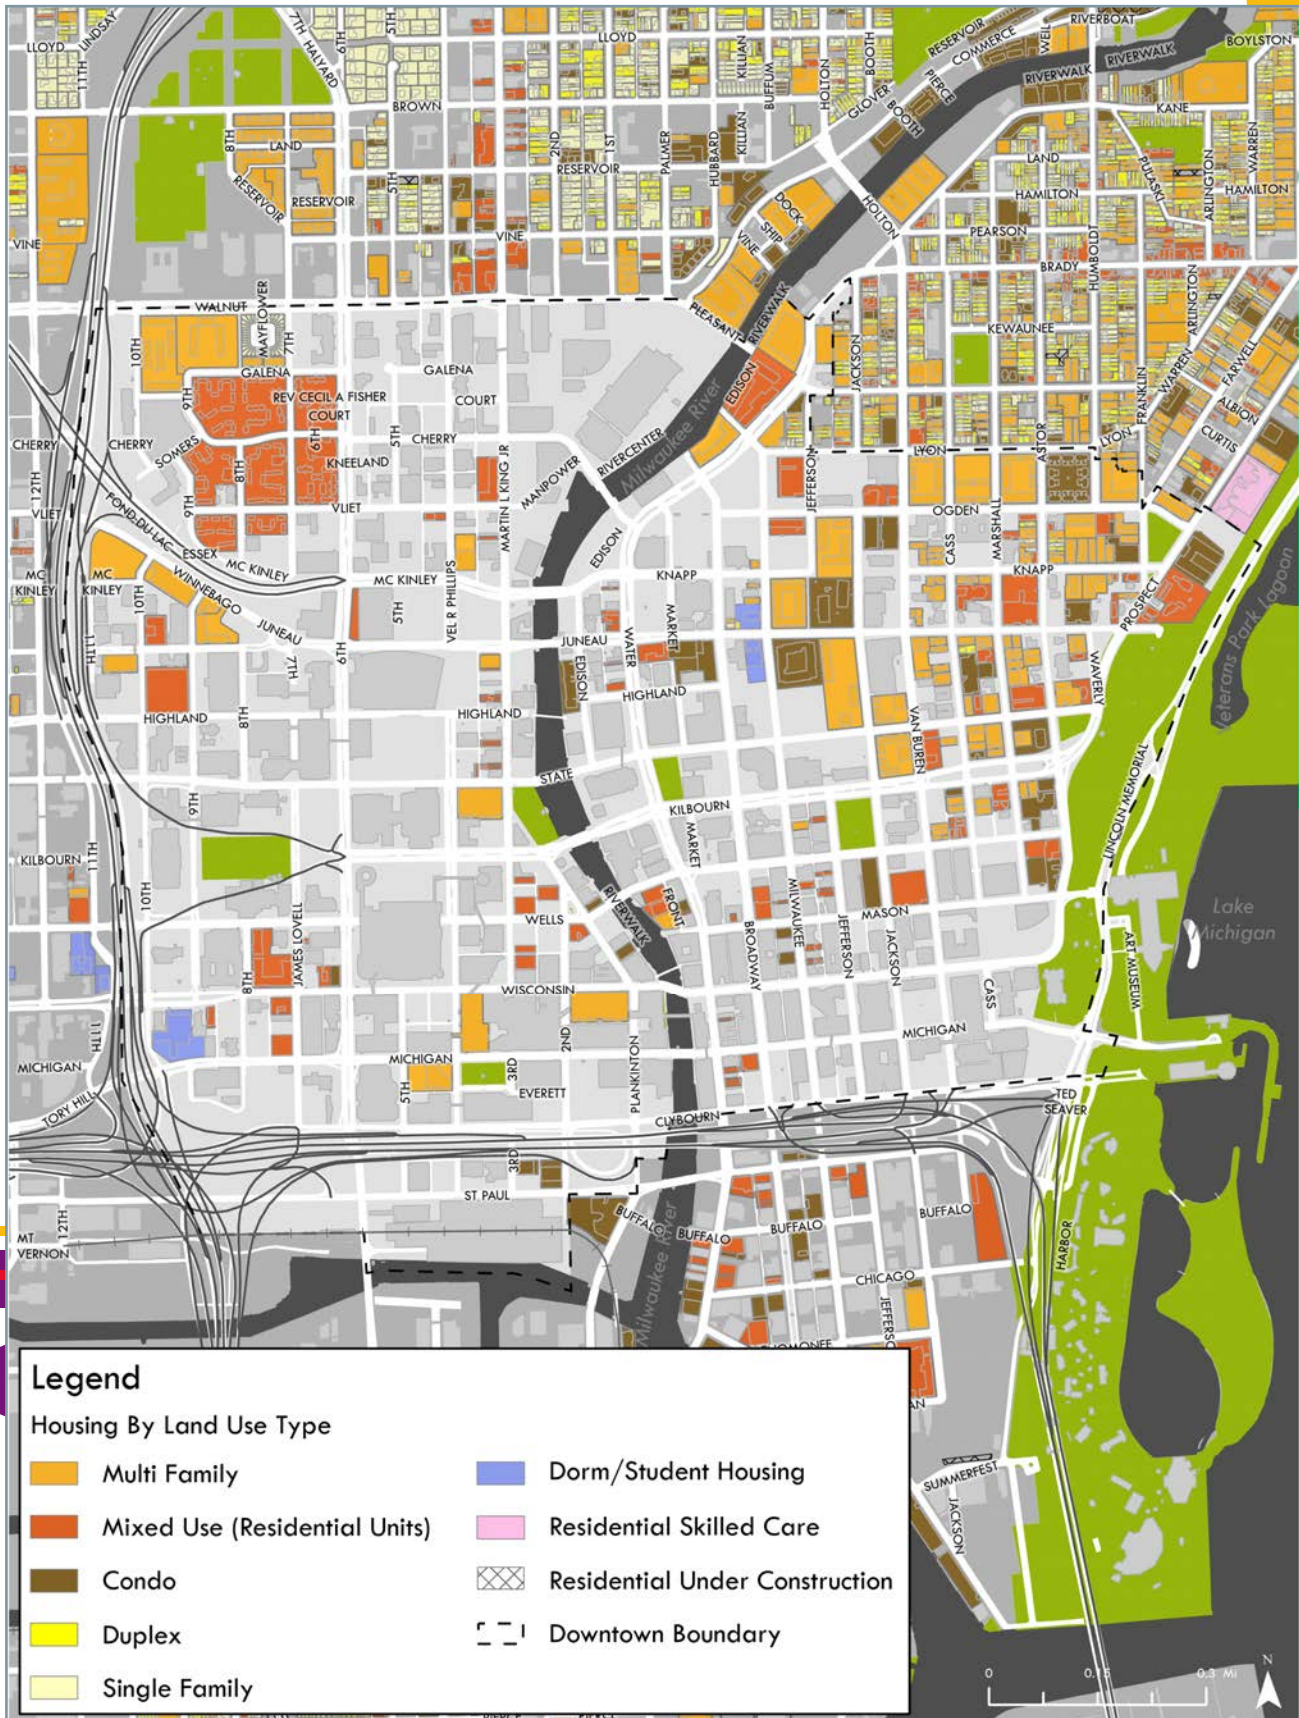 LLOYD
LINDSAY
11TH
7TH
HALYARD
6TH
5TH
LLOYD
KILLIAN
BUFFUM
HOLTON
BOOTH
RESERVOIR
COMMERCE
WEIL
RIVERBOAT
RIVERWALK
RIVERWALK
BOYLSTON
BROWN
2ND
1ST
PALMER
HUBBARD
KILLIAN
GLOVER
BOOTH
PIERCE
KANE
WARREN
8TH
LAND
RESERVOIR
RESERVOIR
5TH
RESERVOIR
LAND
HAMILTON
PULASKI
ARLINGTON
HAMILTON
VINE
VINE
DOCK
SHIP
VINE
HOLTON
PEARSON
HUMBOLDT
BRADY
WALNUT
MAYFLOWER
7TH
PLEASANT
RIVERWALK
KEWAUNEE
ARLINGTON
10TH
GALENA
GALENA
JACKSON
WARREN
FARWELL
9TH
REV CECIL A FISHER
COURT
COURT
EDISON
Milwaukee River
FRANKLIN
ALBION
CHERRY
CHERRY
SOMERS
6TH
5TH
CHERRY
RIVERCENTER
ASTOR
LYON
LYON
CURTIS
12TH
8TH
KNEELAND
MARTIN L KING JR
MANPOWER
JEFFERSON
VLIET
FOND-DU-LAC
9TH
VLIET
EDISON
OGDEN
CASS
MARSHALL
MC
KINLEY
MC
KINLEY
ESSEX
MC KINLEY
MC KINLEY
KNAPP
KNAPP
10TH
WINNEBAGO
5TH
VEL R PHILLIPS
MARKET
PROSPECT
Veterans Park Lagoon
11TH
JUNEAU
7TH
6TH
JUNEAU
EDISON
WATER
WAVERLY
HIGHLAND
8TH
HIGHLAND
HIGHLAND
VAN BUREN
STATE
9TH
KILBOURN
MARKET
LINCOLN MEMORIAL
KILBOURN
11TH
10TH
JAMES LOVELL
WELLS
RIVERWALK
FRONT
BROADWAY
MILWAUKEE
JEFFERSON
MASON
JACKSON
Lake
Michigan
ART MUSEUM
8TH
WISCONSIN
CASS
11TH
MICHIGAN
MICHIGAN
2ND
PLANKINTON
MICHIGAN
5TH
3RD
EVERETT
TORY HILL
CLYBOURN
TED
SEAVER
3RD
ST PAUL
12TH
MT
VERNON
BUFFALO
BUFFALO
BUFFALO
BUFFALO
Milwaukee River
HARBOR
CHICAGO
Legend
Housing By Land Use Type
Multi Family
Mixed Use (Residential Units)
Condo
Duplex
Single Family
Dorm/Student Housing
Residential Skilled Care
Residential Under Construction
Downtown Boundary
SUMMERFEST
JACKSON
N
0
0.15
0.3 Mi